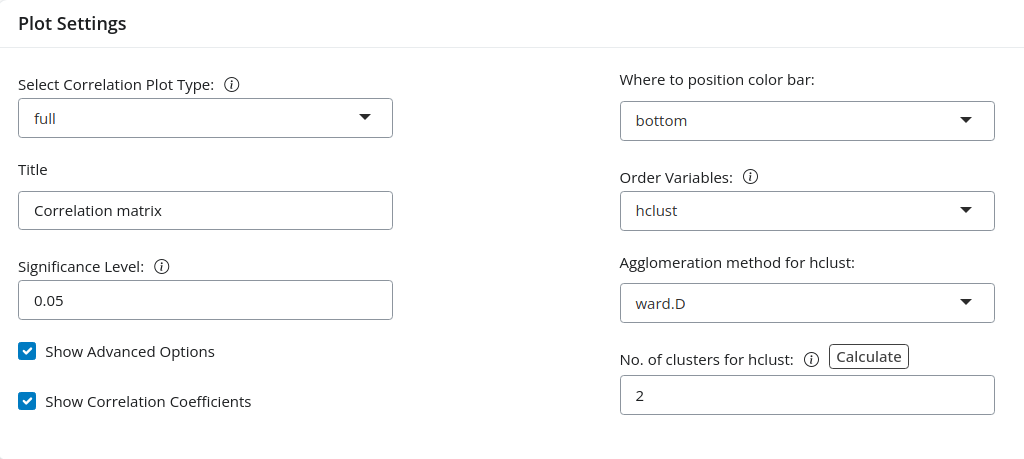 Plot Settings
Select Correlation Plot Type:
full
Title
Correlation matrix
Significance Level:
0.05
Show Advanced Options
Show Correlation Coefficients
Where to position color bar:
bottom
Order Variables:
hclust
Agglomeration method for hclust:
ward.D
No. of clusters for hclust: Calculate
2